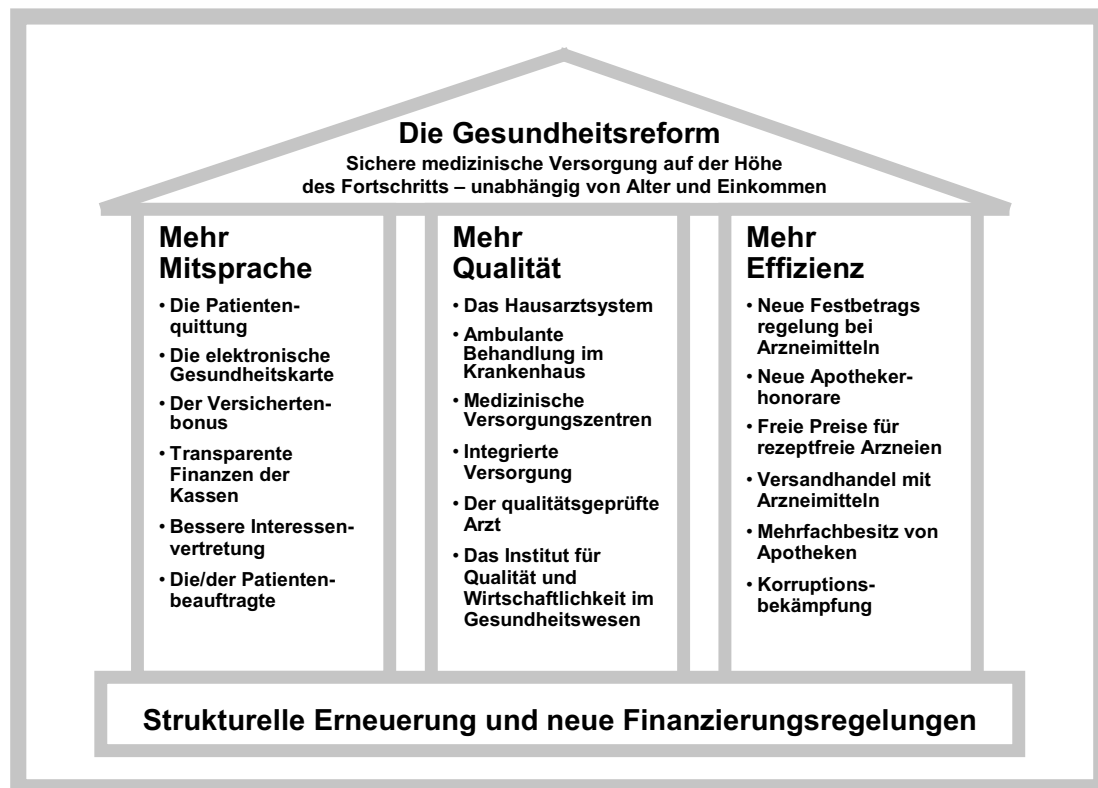 Die Gesundheitsreform
Sichere medizinische Versorgung auf der Höhe
des Fortschritts – unabhängig von Alter und Einkommen
Mehr
Mitsprache
• Die Patienten-
quittung
• Die elektronische
Gesundheitskarte
• Der Versicherten-
bonus
• Transparente
Finanzen der
Kassen
• Bessere Interessen-
vertretung
• Die/der Patienten-
beauftragte
Mehr
Qualität
• Das Hausarztsystem
• Ambulante
Behandlung im
Krankenhaus
• Medizinische
Versorgungszentren
• Integrierte
Versorgung
• Der qualitätsgeprüfte
Arzt
• Das Institut für
Qualität und
Wirtschaftlichkeit im
Gesundheitswesen
Mehr
Effizienz
• Neue Festbetrags
regelung bei
Arzneimitteln
• Neue Apotheker-
honorare
• Freie Preise für
rezeptfreie Arzneien
• Versandhandel mit
Arzneimitteln
• Mehrfachbesitz von
Apotheken
• Korruptions-
bekämpfung
Strukturelle Erneuerung und neue Finanzierungsregelungen